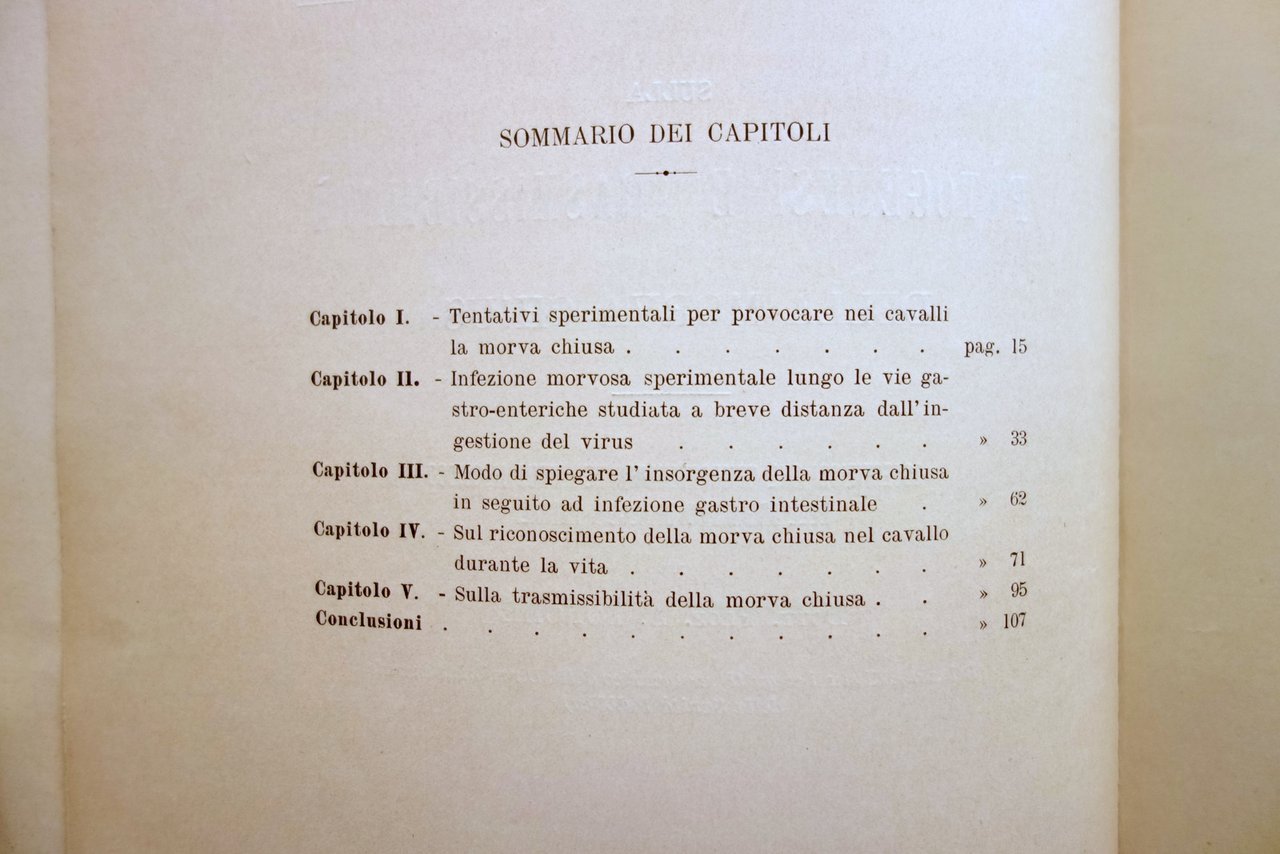 SOMMARIO DEI CAPITOLI
Capitolo I. - Tentativi sperimentali per provocare nei cavalli
la morva chiusa . . . . . . . pag. 15
Capitolo II. - Infezione morvosa sperimentale lungo le vie ga-
stro-enteriche studiata a breve distanza dall' in-
gestione del virus . . . . . . » 33
Capitolo III. - Modo di spiegare l' insorgenza della morva chiusa
in seguito ad infezione gastro intestinale . » 62
Capitolo IV. - Sul riconoscimento della morva chiusa nel cavallo
durante la vita . . . . . . . » 71
Capitolo V. - Sulla trasmissibilità della morva chiusa . . » 95
Conclusioni . . . . . . . . . . . » 107